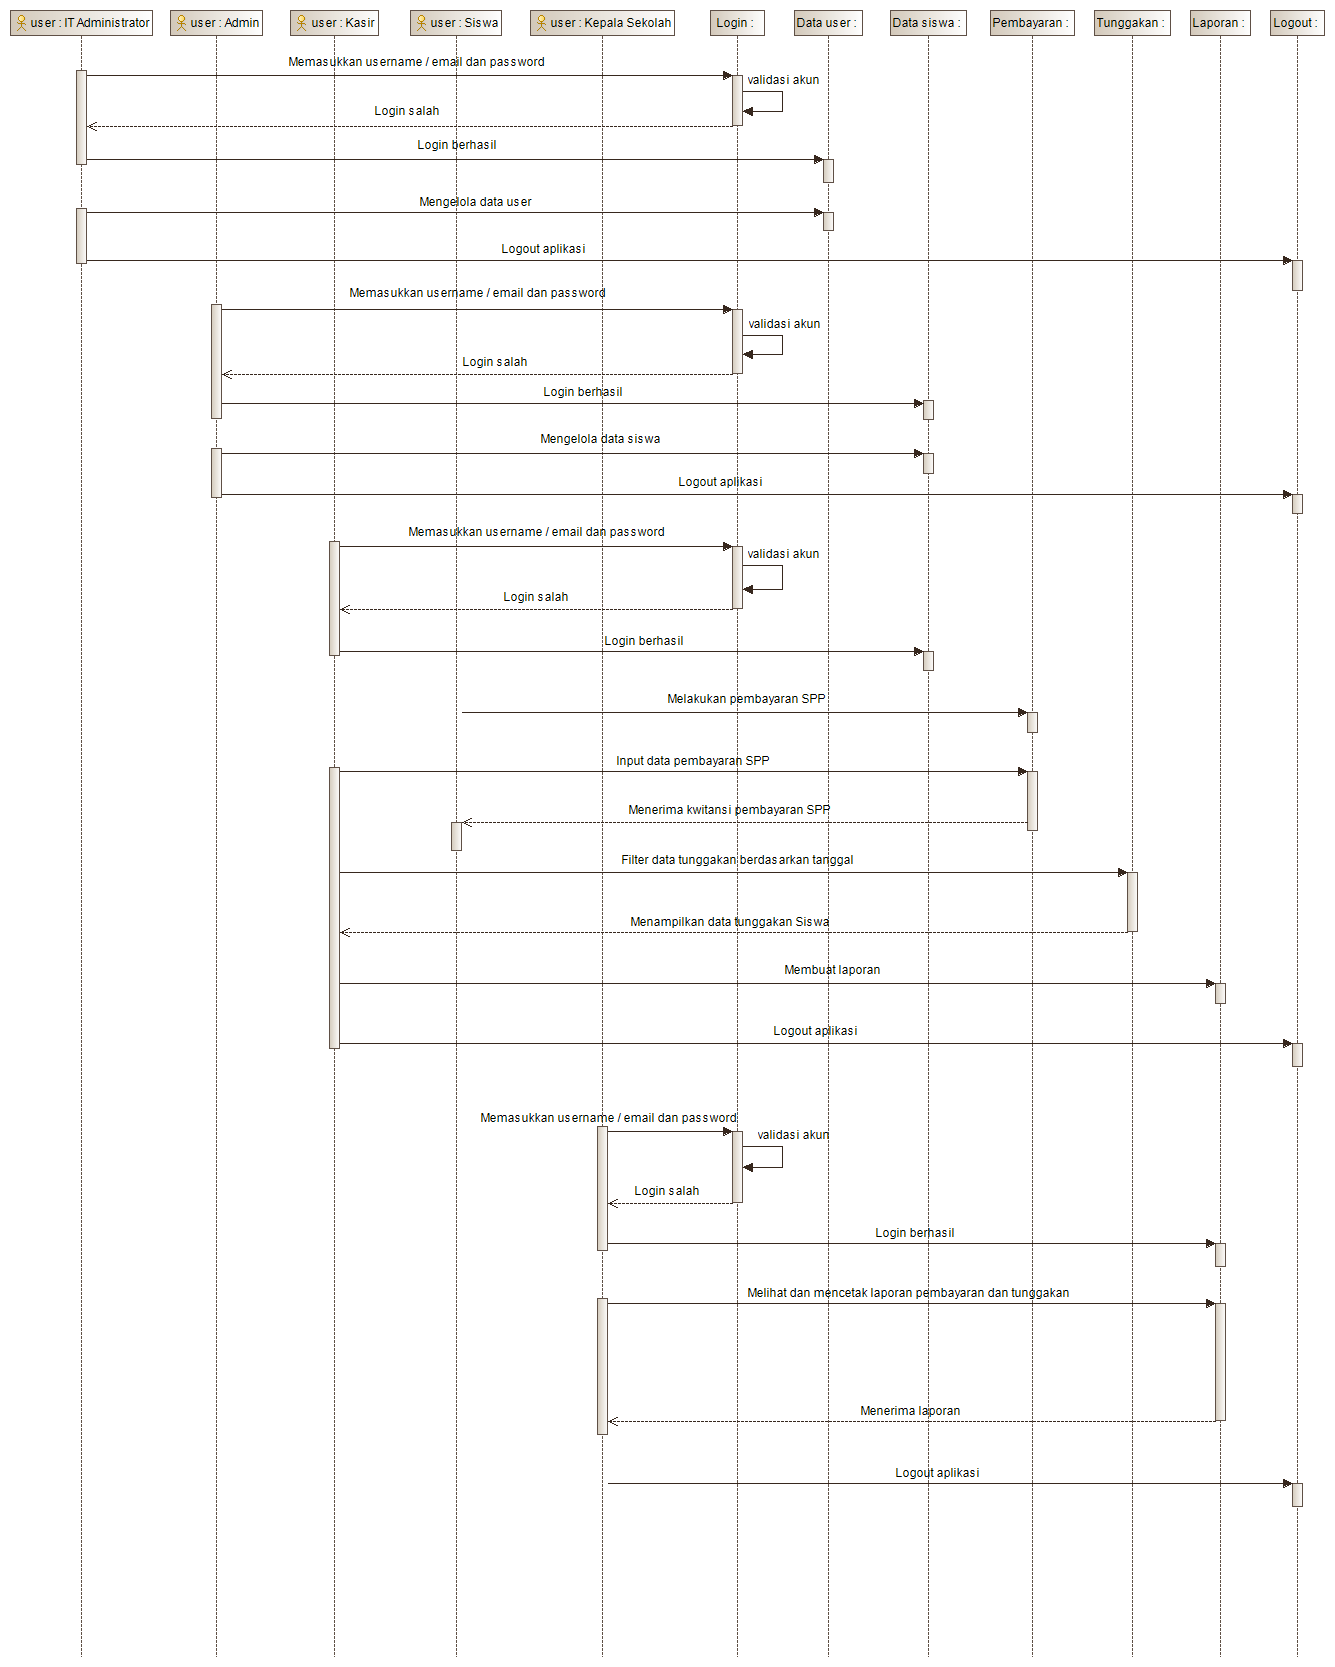 user : IT Administrator
user : Admin
user : Kasir
user : Siswa
user : Kepala Sekolah
Login :
Data user :
Data siswa :
Pembayaran :
Tunggakan :
Laporan :
Logout :
Memasukkan username / email dan password
validasi akun
Login salah
Login berhasil
Mengelola data user
Logout aplikasi
Memasukkan username / email dan password
validasi akun
Login salah
Login berhasil
Mengelola data siswa
Logout aplikasi
Memasukkan username / email dan password
validasi akun
Login salah
Login berhasil
Melakukan pembayaran SPP
Input data pembayaran SPP
Menerima kwitansi pembayaran SPP
Filter data tunggakan berdasarkan tanggal
Menampilkan data tunggakan Siswa
Membuat laporan
Logout aplikasi
Memasukkan username / email dan password
validasi akun
Login salah
Login berhasil
Melihat dan mencetak laporan pembayaran dan tunggakan
Menerima laporan
Logout aplikasi